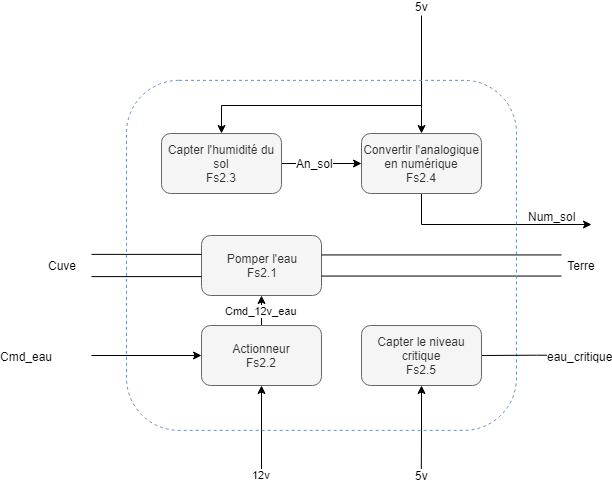 5v
Capter l'humidité du
sol
Fs2.3
An_sol
Convertir l'analogique
en numérique
Fs2.4
Num_sol
Cuve
Pomper l'eau
Fs2.1
Terre
Cmd_12v_eau
Cmd_eau
Actionneur
Fs2.2
Capter le niveau
critique
Fs2.5
eau_critique
12v
5v